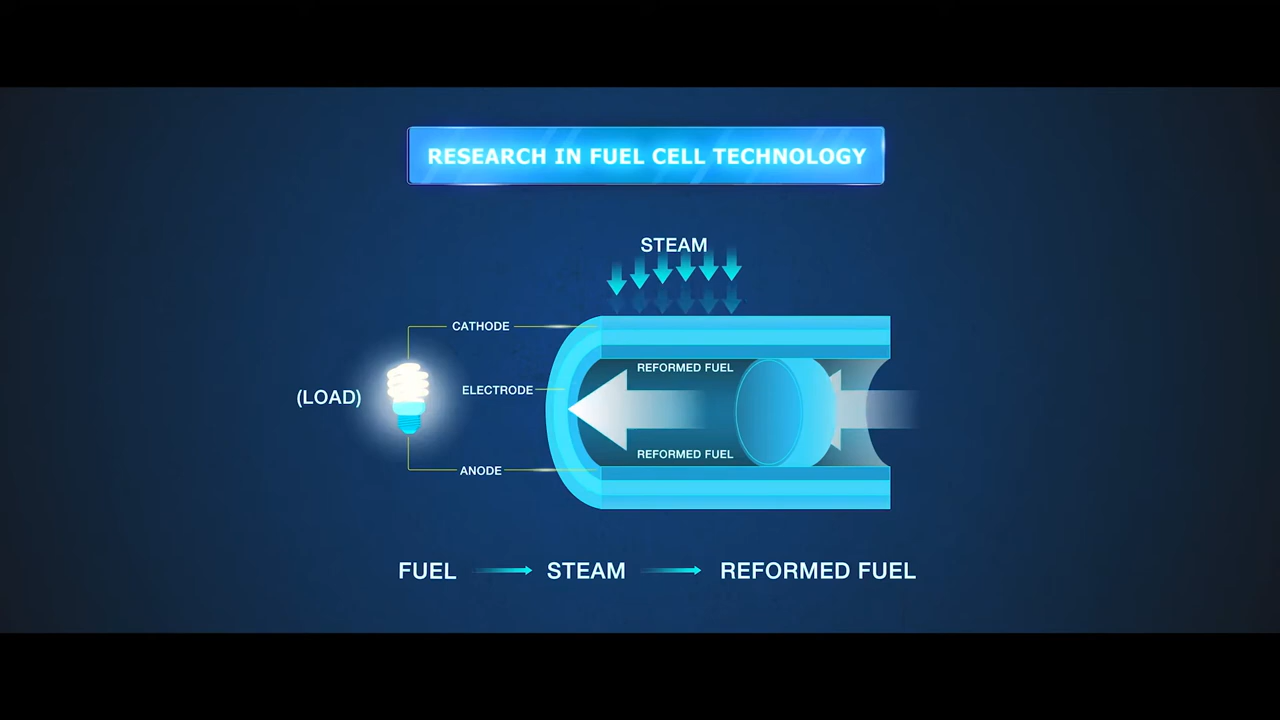 RESEARCH IN FUEL CELL TECHNOLOGY
STEAM
CATHODE
REFORMED FUEL
ELECTRODE
(LOAD)
REFORMED FUEL
ANODE
FUEL STEAM REFORMED FUEL